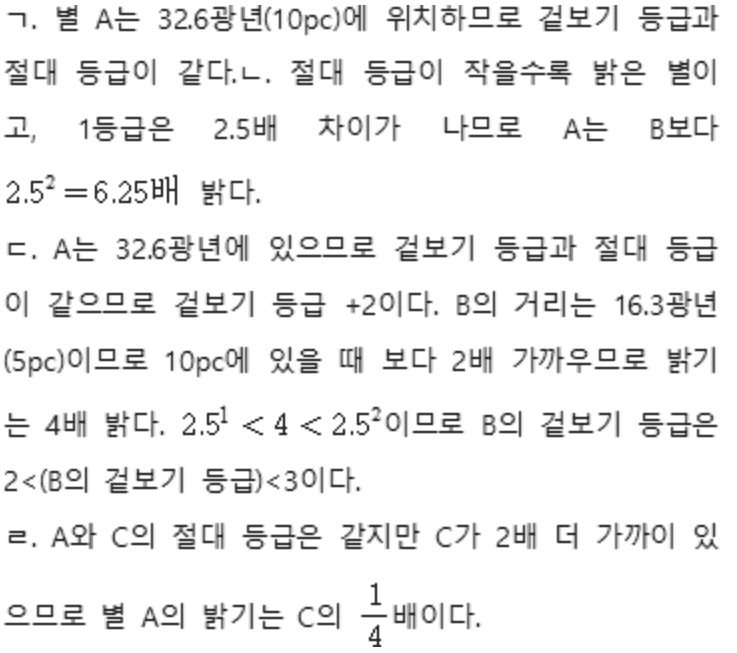 ㄱ. 별 A는 32.6광년(10pc)에 위치하므로 겉보기 등급과
절대 등급이 같다.ㄴ. 절대 등급이 작을수록 밝은 별이
고, 1등급은 2.5배 차이가 나므로 A는 B보다
2.5² = 6.25배 밝다.
ㄷ. A는 32.6광년에 있으므로 겉보기 등급과 절대 등급
이 같으므로 겉보기 등급 +2이다. B의 거리는 16.3광년
(5pc)이므로 10pc에 있을 때 보다 2배 가까우므로 밝기
는 4배 밝다. 2.5¹ < 4 < 2.5²이므로 B의 겉보기 등급은
2<(B의 겉보기 등급)<3이다.
ㄹ. A와 C의 절대 등급은 같지만 C가 2배 더 가까이 있
으므로 별 A의 밝기는 C의 1/4배이다.